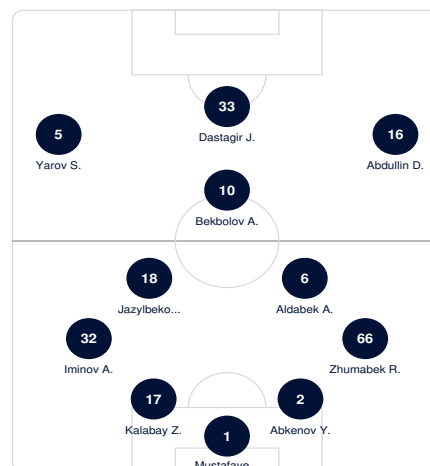 33
Dastagir J.
5
Yarov S.
16
Abdullin D.
10
Bekbolov A.
18
Jazylbeko...
6
Aldabek A.
32
Iminov A.
66
Zhumabek R.
17
Kalabay Z.
2
Abkenov Y.
1